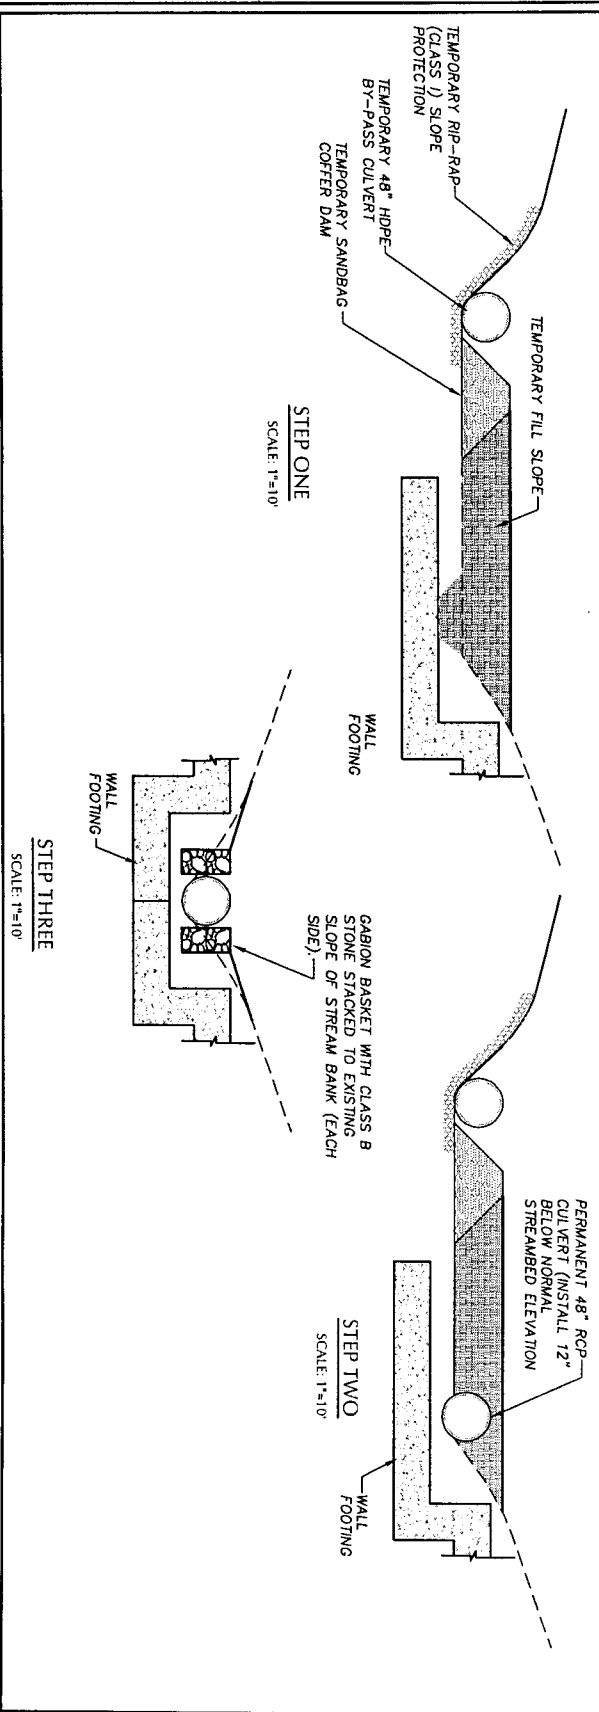 TEMPORARY RIP-RAP
(CLASS I) SLOPE
PROTECTION
TEMPORARY 48" HDPE
BY-PASS CULVERT
TEMPORARY SANDBAG
COFFER DAM
TEMPORARY FILL SLOPE
WALL
FOOTING
STEP ONE
SCALE: 1"=10'
PERMANENT 48" RCP
CULVERT (INSTALL 12"
BELOW NORMAL
STREAMBED ELEVATION
WALL
FOOTING
STEP TWO
SCALE: 1"=10'
GABION BASKET WITH CLASS B
STONE STACKED TO EXISTING
SLOPE OF STREAM BANK (EACH
SIDE).
WALL
FOOTING
STEP THREE
SCALE: 1"=10'